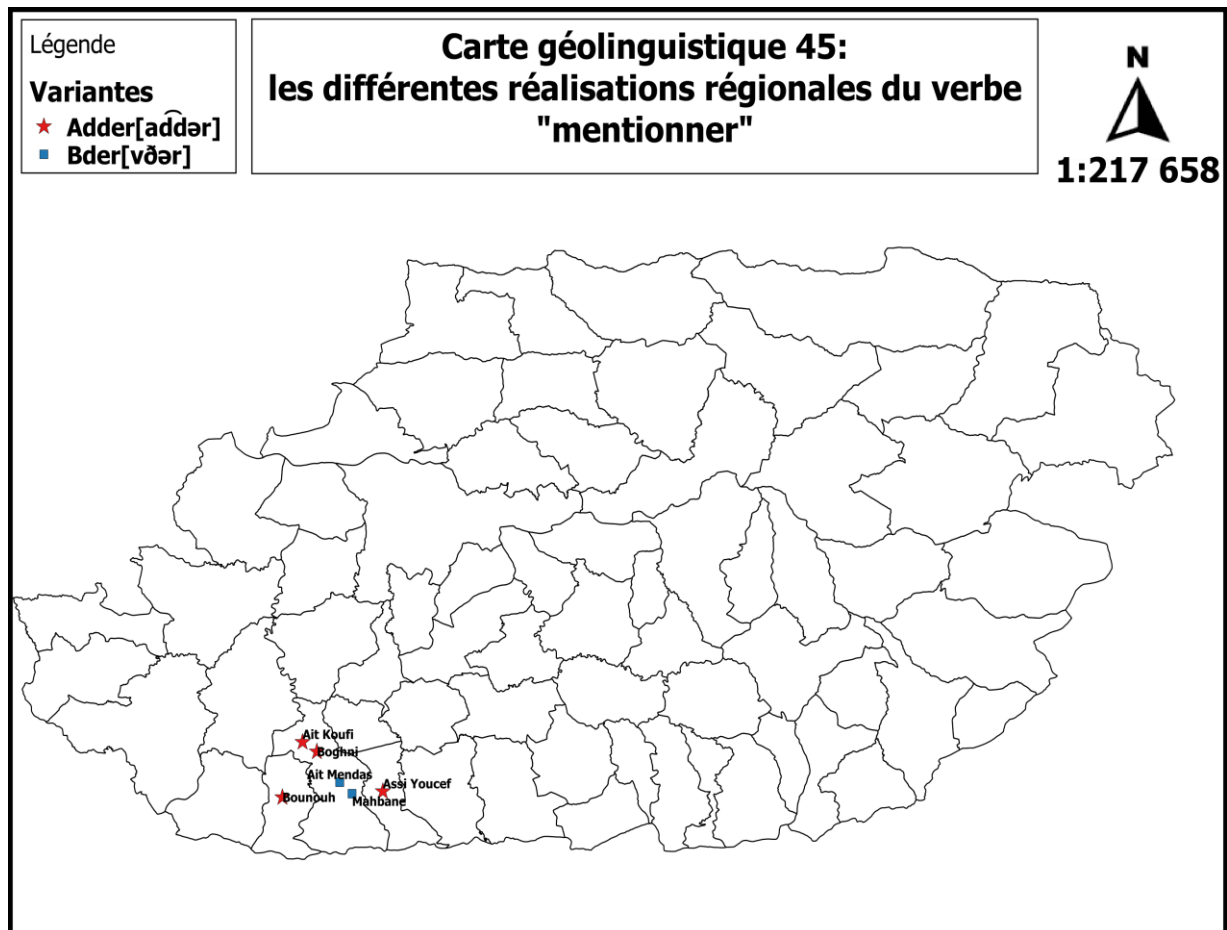 Légende
Variantes
Adder[ad͡dər]
Bder[vðər]
Carte géolinguistique 45:
les différentes réalisations régionales du verbe
"mentionner"
N
1:217 658
Ait Koufi
Boghni
Ait Mendas
Assi Youcef
Bounouh
Mahbane